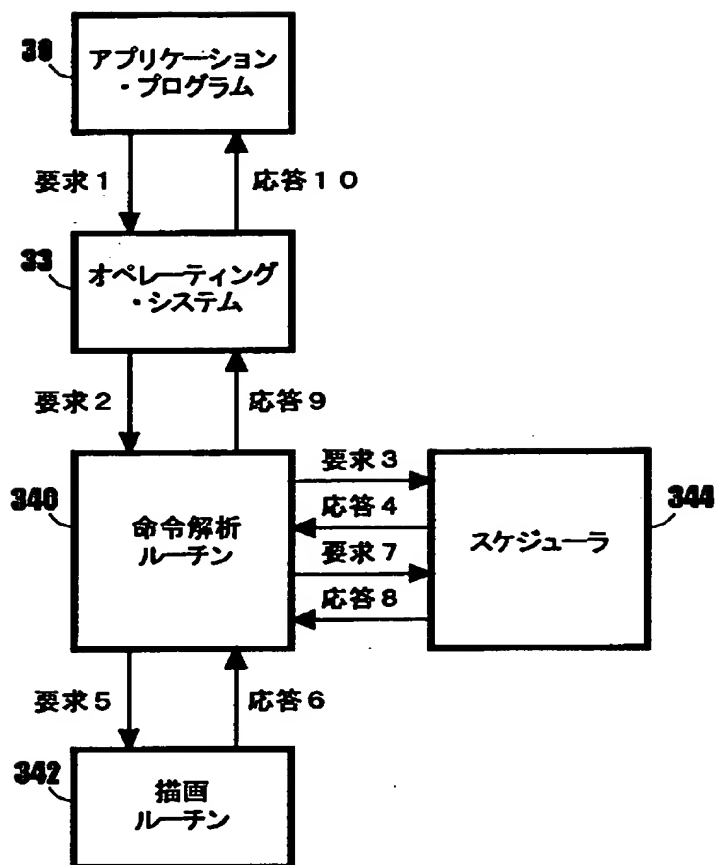 39
アプリケーション
・プログラム
要求1
応答10
33
オペレーティング
・システム
要求2
応答9
340
命令解析
ルーチン
要求3
応答4
要求7
応答8
スケジューラ
344
要求5
応答6
342
描画
ルーチン